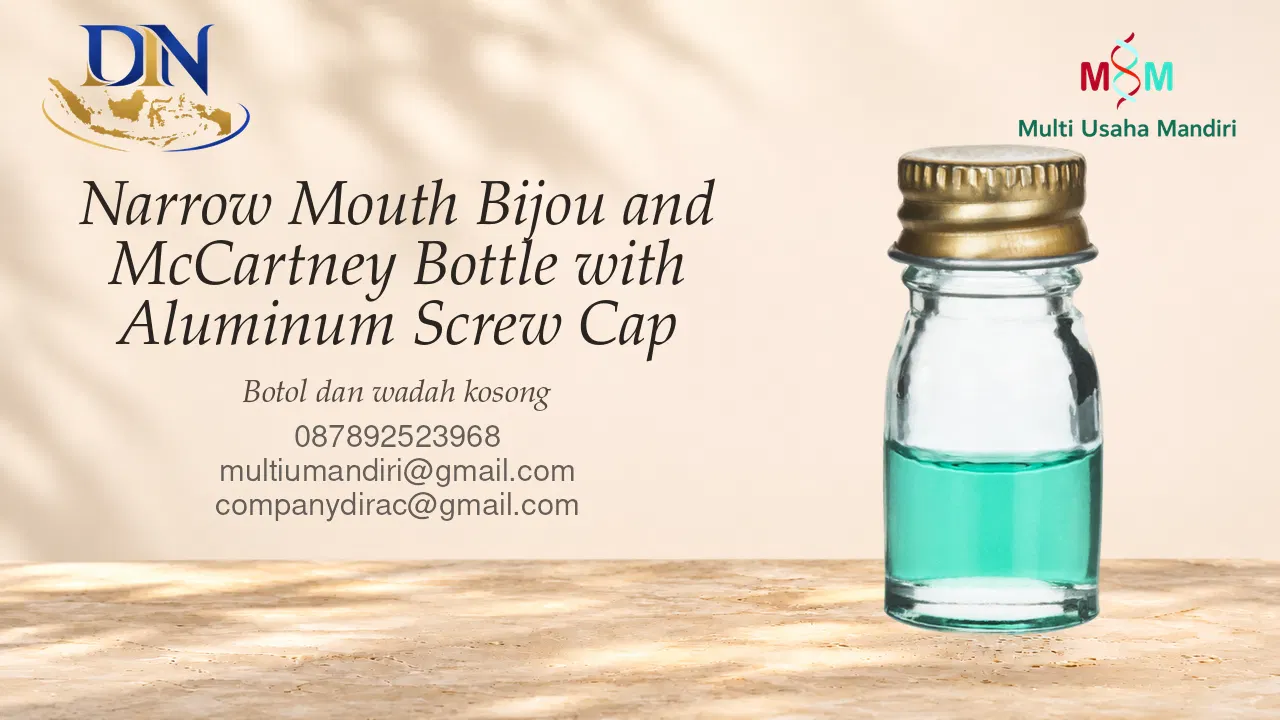 DN
MM
Multi Usaha Mandiri
Narrow Mouth Bijou and
McCartney Bottle with
Aluminum Screw Cap
Botol dan wadah kosong
087892523968
multiumandiri@gmail.com
companydirac@gmail.com